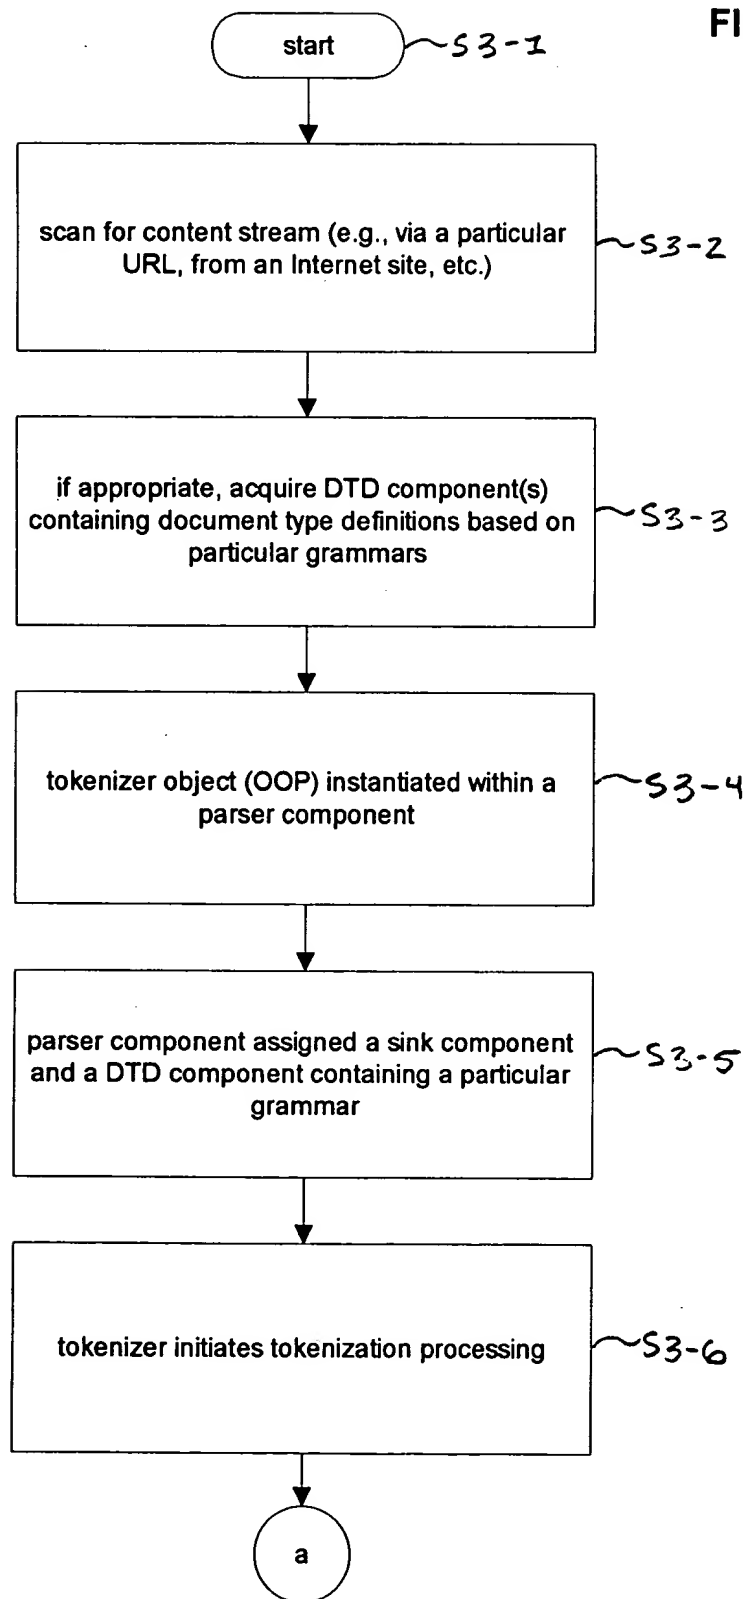 FI
start
S3-1
scan for content stream (e.g., via a particular
URL, from an Internet site, etc.)
S3-2
if appropriate, acquire DTD component(s)
containing document type definitions based on
particular grammars
S3-3
tokenizer object (OOP) instantiated within a
parser component
S3-4
parser component assigned a sink component
and a DTD component containing a particular
grammar
S3-5
tokenizer initiates tokenization processing
S3-6
a